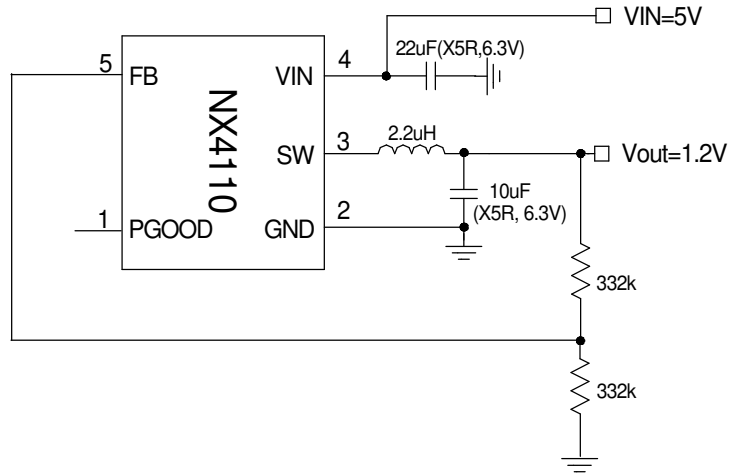 VIN=5V
22uF(X5R,6.3V)
5
FB
VIN
4
NX4110
2.2uH
3
SW
Vout=1.2V
10uF
(X5R, 6.3V)
1
PGOOD
GND
2
332k
332k